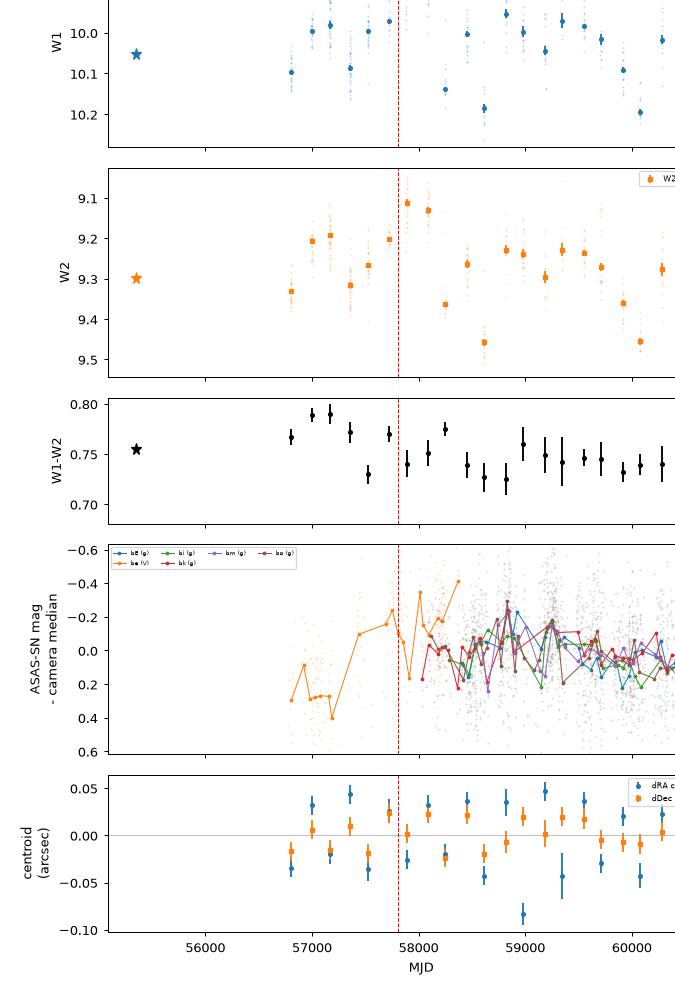 W1
10.0
10.1
10.2
W2
9.1
9.2
9.3
9.4
9.5
W2
W1-W2
0.80
0.75
0.70
ASAS-SN mag
- camera median
−0.6
−0.4
−0.2
0.0
0.2
0.4
0.6
bE (g)
bi (g)
bm (g)
bo (g)
be (V)
bk (g)
centroid
(arcsec)
0.05
0.00
−0.05
−0.10
dRA c
dDec
56000
57000
58000
59000
60000
MJD